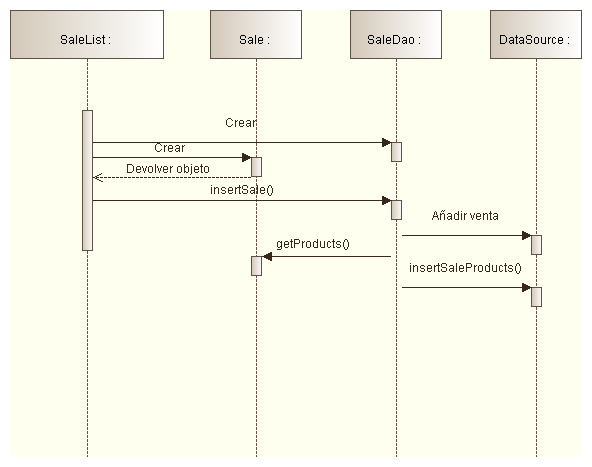 SaleList :
Sale :
SaleDao :
DataSource :
Crear
Crear
Devolver objeto
insertSale()
Añadir venta
getProducts()
insertSaleProducts()